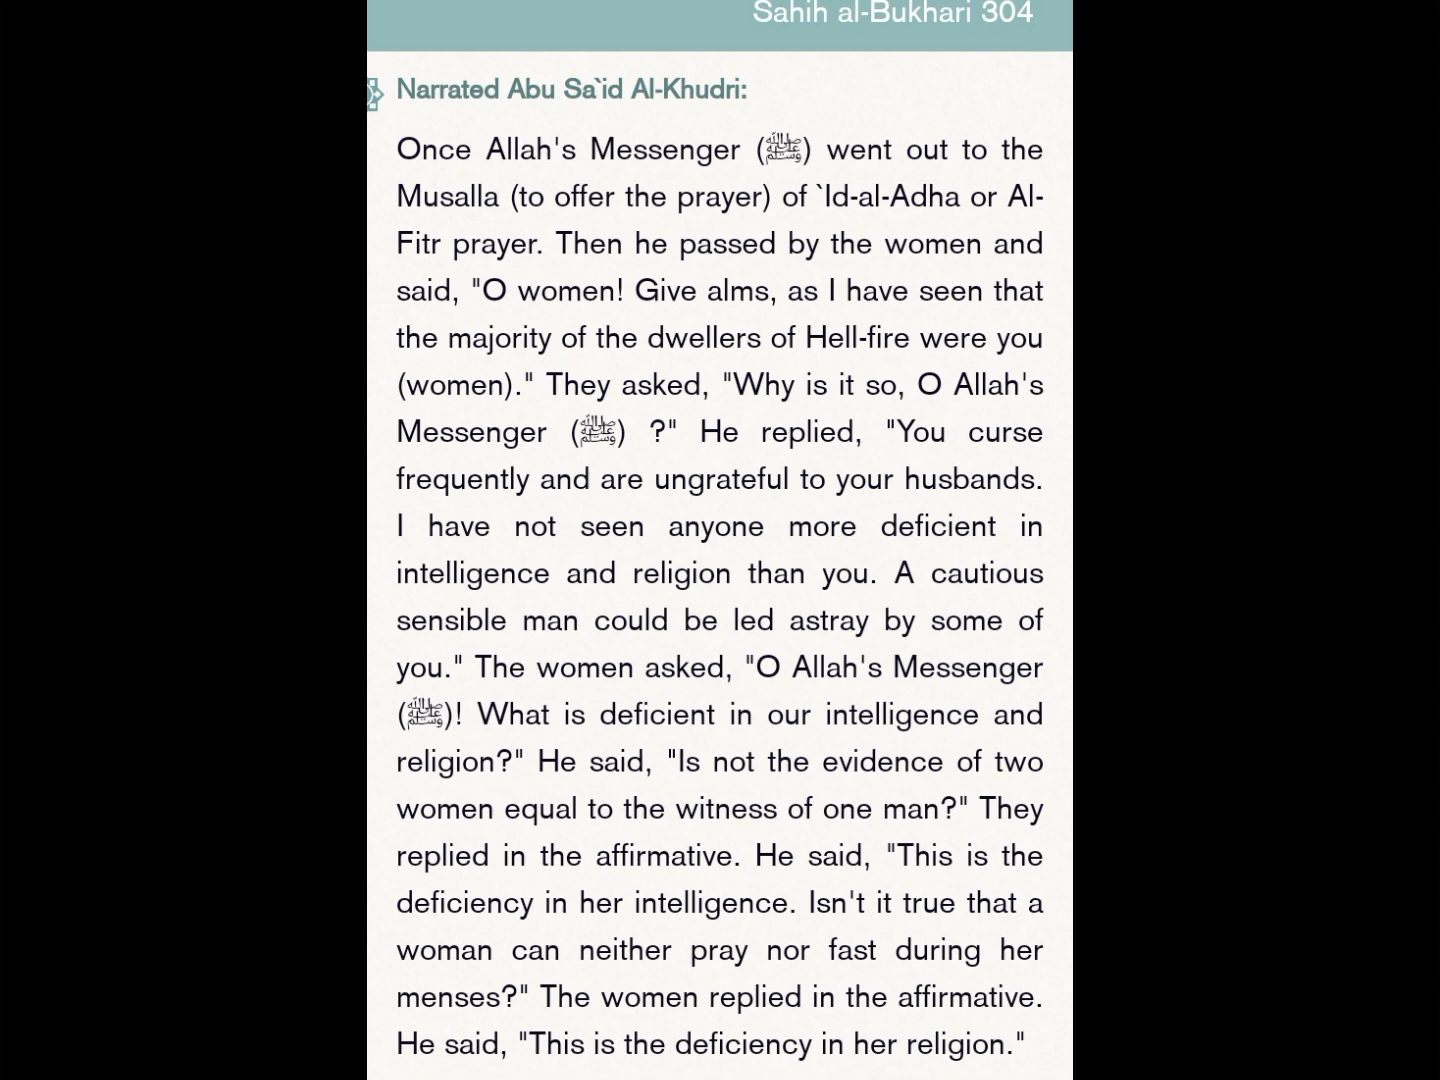 Sahih al-Bukhari 304
Narrated Abu Sa`id Al-Khudri:
Once Allah's Messenger (ﷺ) went out to the
Musalla (to offer the prayer) of `Id-al-Adha or Al-
Fitr prayer. Then he passed by the women and
said, "O women! Give alms, as I have seen that
the majority of the dwellers of Hell-fire were you
(women)." They asked, "Why is it so, O Allah's
Messenger (ﷺ) ?" He replied, "You curse
frequently and are ungrateful to your husbands.
I have not seen anyone more deficient in
intelligence and religion than you. A cautious
sensible man could be led astray by some of
you." The women asked, "O Allah's Messenger
(ﷺ)! What is deficient in our intelligence and
religion?" He said, "Is not the evidence of two
women equal to the witness of one man?" They
replied in the affirmative. He said, "This is the
deficiency in her intelligence. Isn't it true that a
woman can neither pray nor fast during her
menses?" The women replied in the affirmative.
He said, "This is the deficiency in her religion."